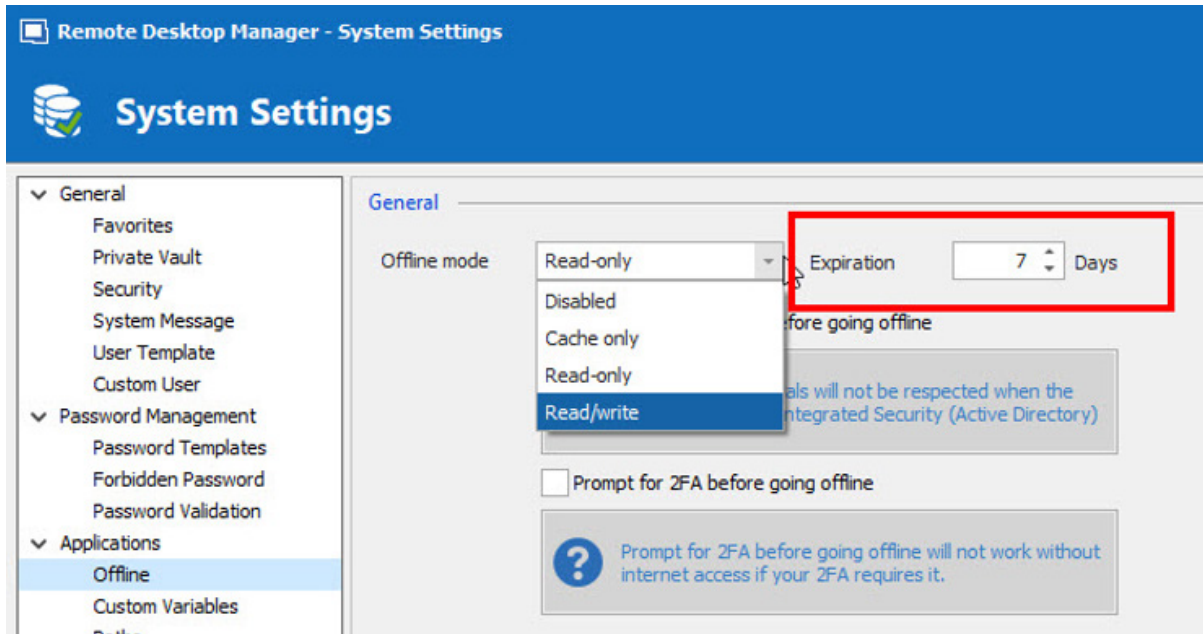 Remote Desktop Manager - System Settings
System Settings
General
Favorites
Private Vault
Security
System Message
User Template
Custom User
Password Management
Password Templates
Forbidden Password
Password Validation
Applications
Offline
Custom Variables
General
Offline mode
Read-only
Expiration
7
Days
Disabled
Cache only
Read-only
Read/write
before going offline
will not be respected when the
Integrated Security (Active Directory)
Prompt for 2FA before going offline
Prompt for 2FA before going offline will not work without
internet access if your 2FA requires it.